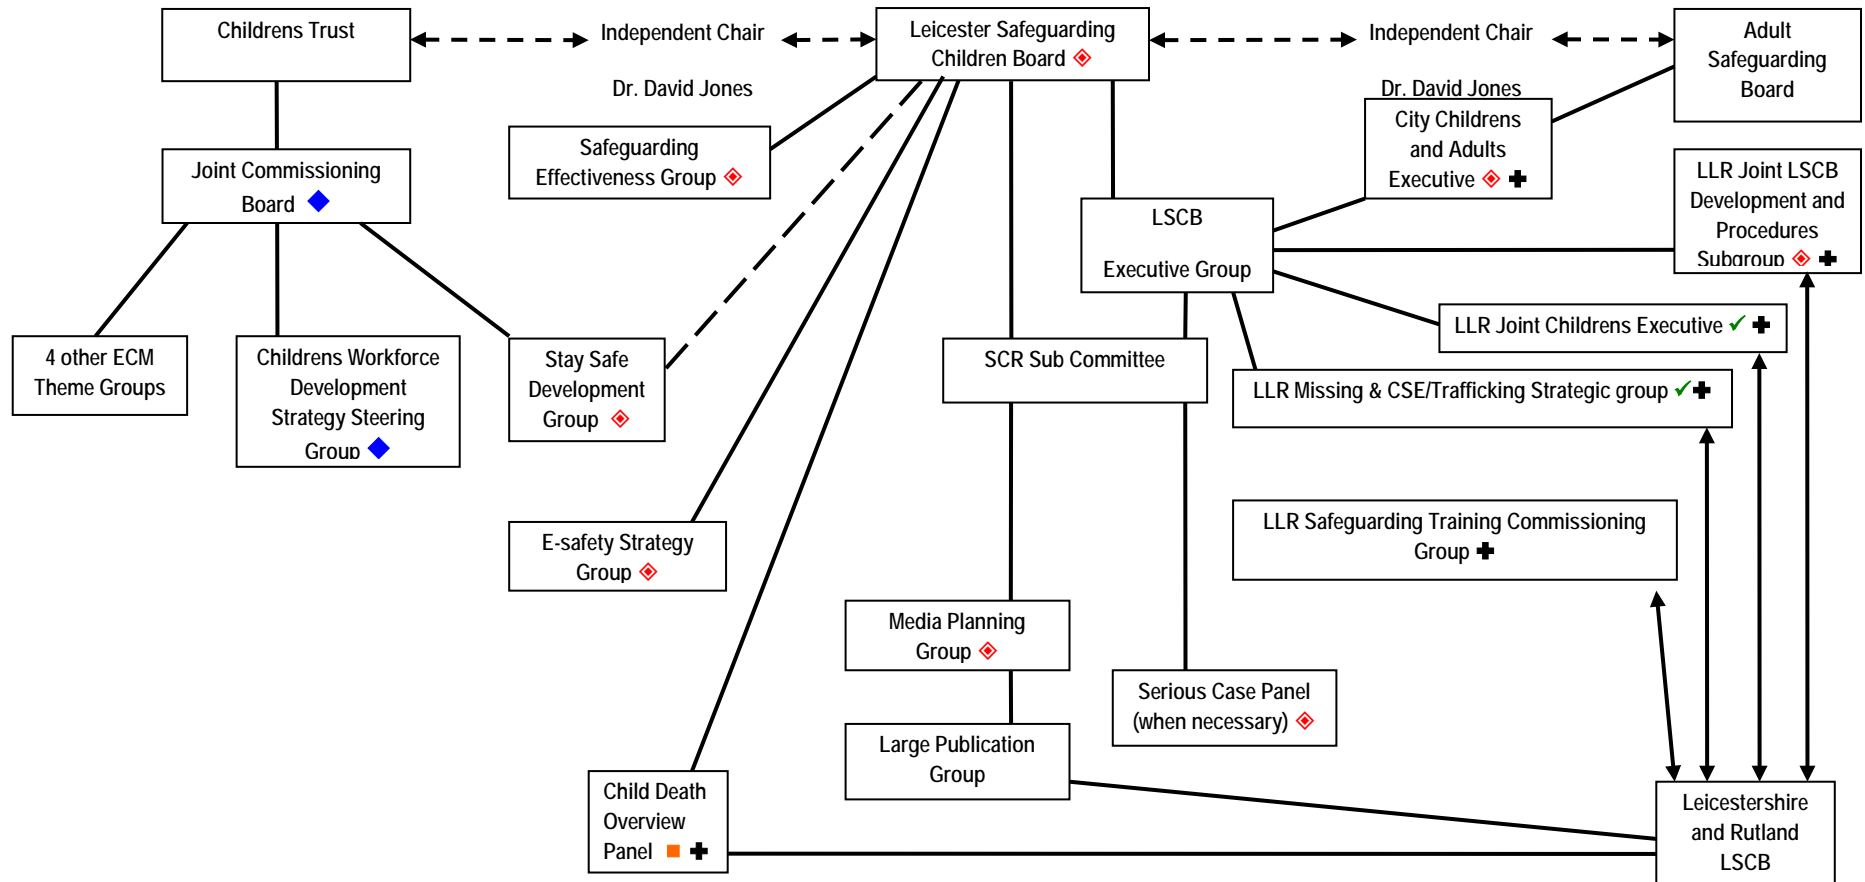 Childrens Trust
Independent Chair
Dr. David Jones
Leicester Safeguarding
Children Board
Independent Chair
Dr. David Jones
Adult
Safeguarding
Board
Safeguarding
Effectiveness Group
City Childrens
and Adults
Executive
Joint Commissioning
Board
LLR Joint LSCB
Development and
Procedures
Subgroup
LSCB
Executive Group
LLR Joint Childrens Executive ✓
4 other ECM
Theme Groups
Childrens Workforce
Development
Strategy Steering
Group
Stay Safe
Development
Group
SCR Sub Committee
LLR Missing & CSE/Trafficking Strategic group ✓
LLR Safeguarding Training Commissioning
Group
E-safety Strategy
Group
Media Planning
Group
Serious Case Panel
(when necessary)
Large Publication
Group
Child Death
Overview
Panel
Leicestershire
and Rutland
LSCB